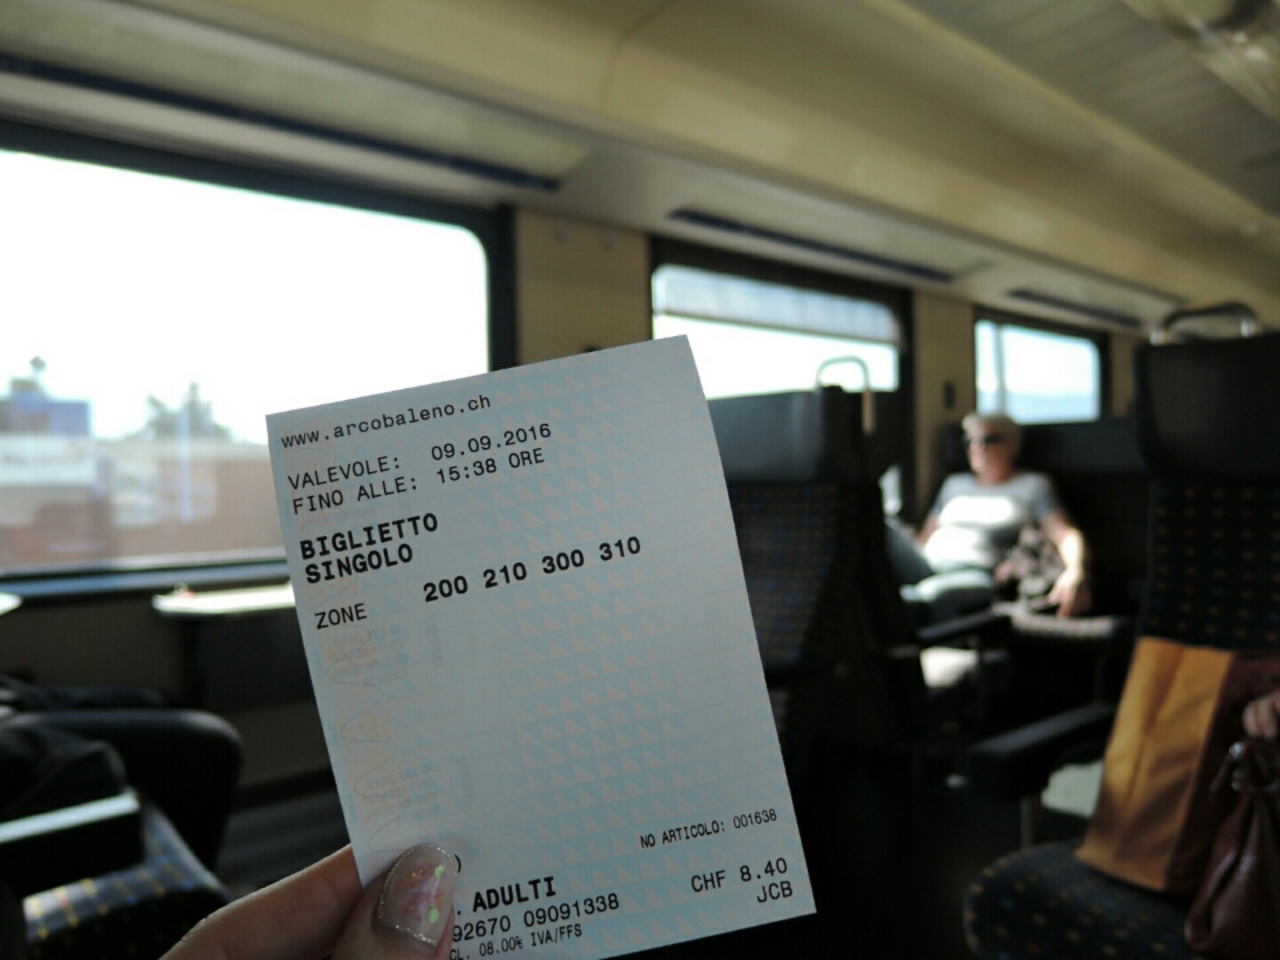 www.arcobaleno.ch
VALEVOLE: 09.09.2016
FINO ALLE: 15:38 ORE
BIGLIETTO
SINGOLO
ZONE 200 210 300 310
NO ARTICOLO: 001638
)
. ADULTI CHF 8.40
92670 09091338 JCB
CL. 08.00% IVA/FFS